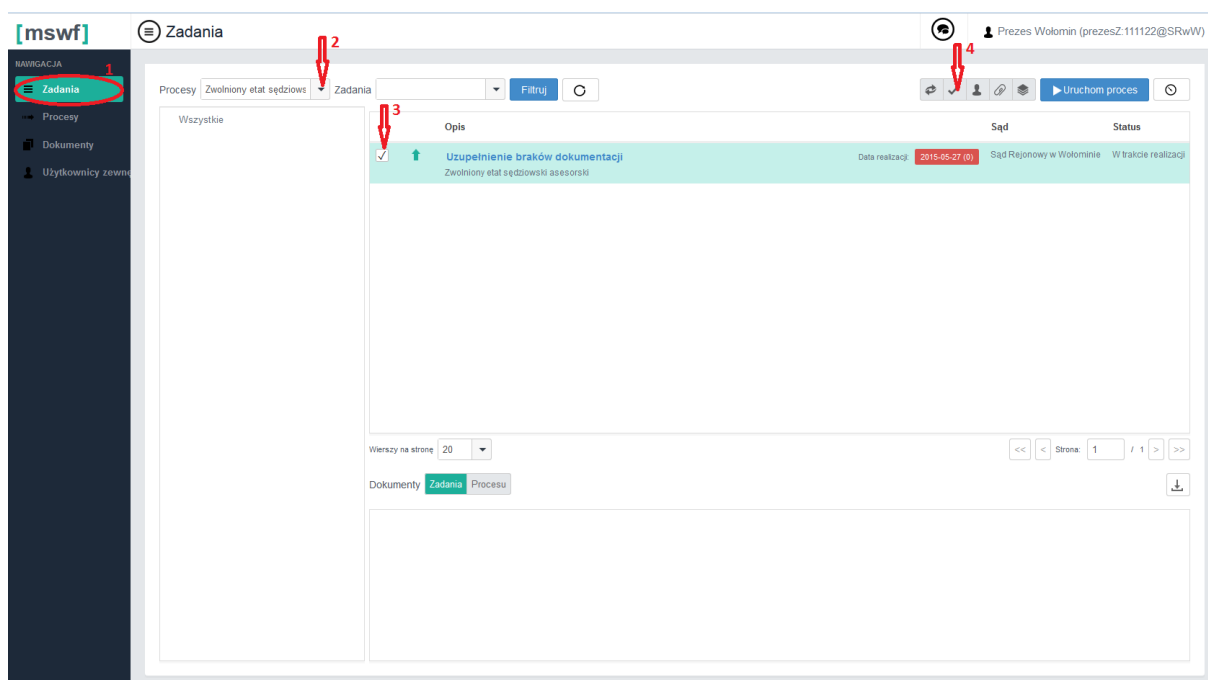 [mswf]
Zadania
Prezes Wołomin (prezesZ:111122@SRwW)
2
4
NAWIGACJA
1
Zadania
Procesy
Dokumenty
Użytkownicy zewnę
Procesy Zwolniony etat sędziows Zadania Filtruj Uruchom proces
3
Wszystkie
Opis Sąd Status
Uzupełnienie braków dokumentacji Data realizacji: 2015-05-27 (0) Sąd Rejonowy w Wołominie W trakcie realizacji
Zwolniony etat sędziowski asesorski
Wierszy na stronę 20 << < Strona: 1 / 1 > >>
Dokumenty Zadania Procesu